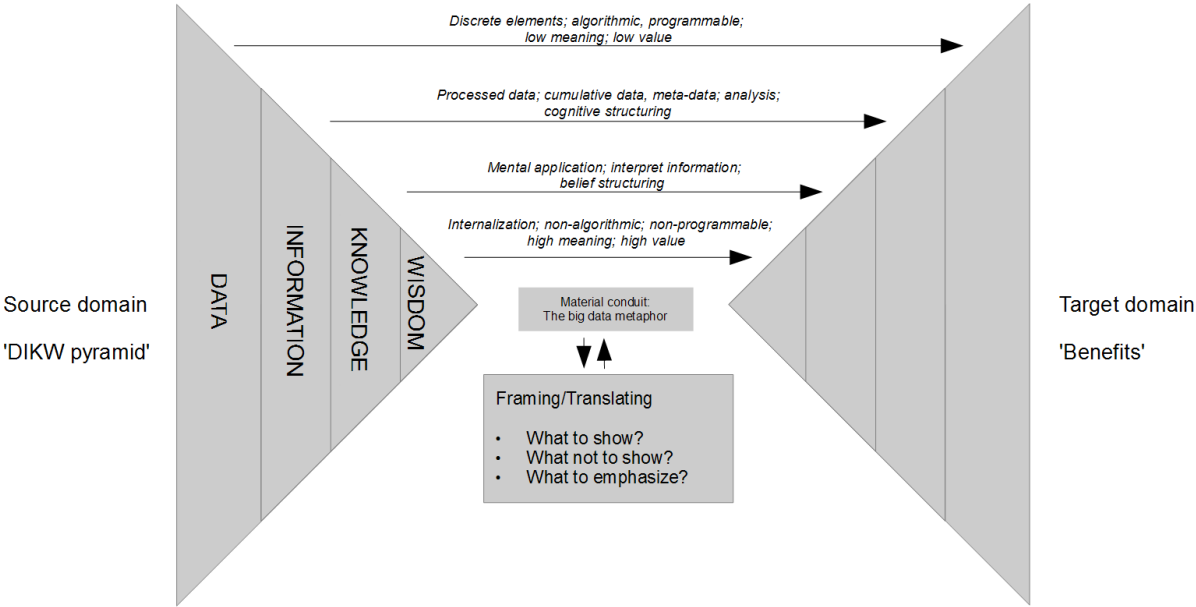 Discrete elements; algorithmic, programmable;
low meaning; low value
Processed data; cumulative data, meta-data; analysis;
cognitive structuring
Mental application; interpret information;
belief structuring
Internalization; non-algorithmic; non-programmable;
high meaning; high value
DATA
INFORMATION
KNOWLEDGE
WISDOM
Source domain
'DIKW pyramid'
Material conduit:
The big data metaphor
Framing/Translating
• What to show?
• What not to show?
• What to emphasize?
Target domain
'Benefits'